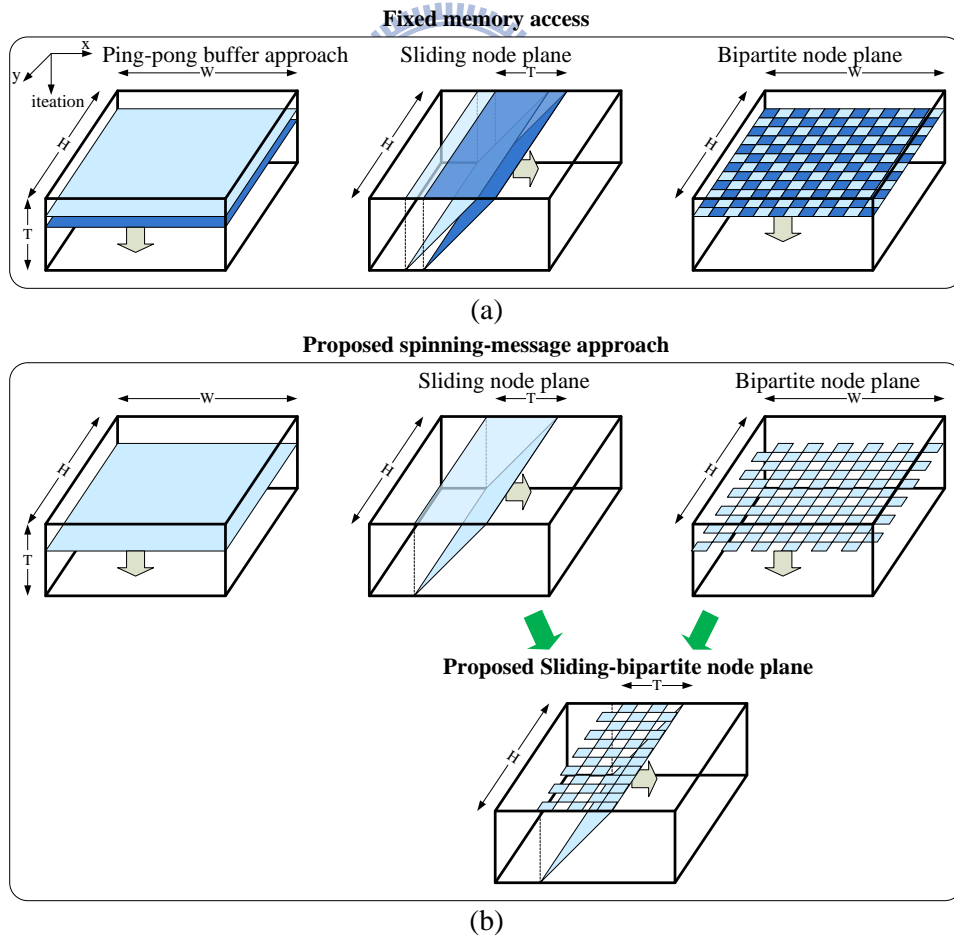 Fixed memory access
Ping-pong buffer approach
Sliding node plane
Bipartite node plane
x
y
iteation
W
H
T
T
H
W
H
(a)
Proposed spinning-message approach
Sliding node plane
Bipartite node plane
W
H
T
T
H
W
H
Proposed Sliding-bipartite node plane
T
H
(b)